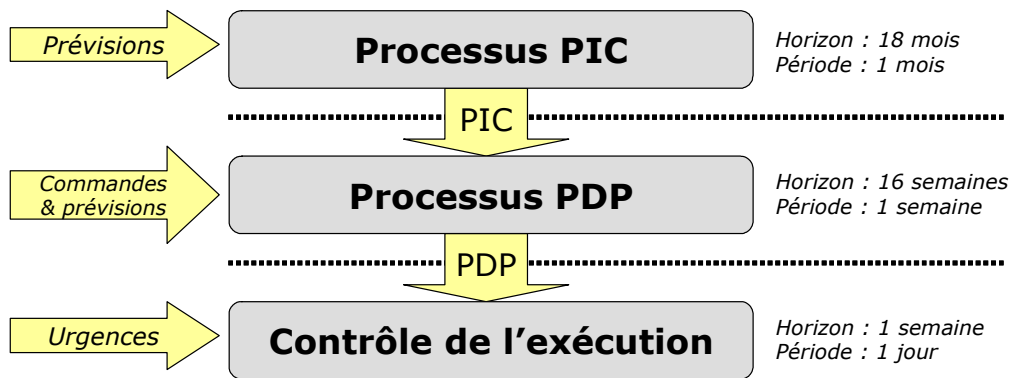 Prévisions
Processus PIC
Horizon : 18 mois
Période : 1 mois
PIC
Commandes
& prévisions
Processus PDP
Horizon : 16 semaines
Période : 1 semaine
PDP
Urgences
Contrôle de l’exécution
Horizon : 1 semaine
Période : 1 jour